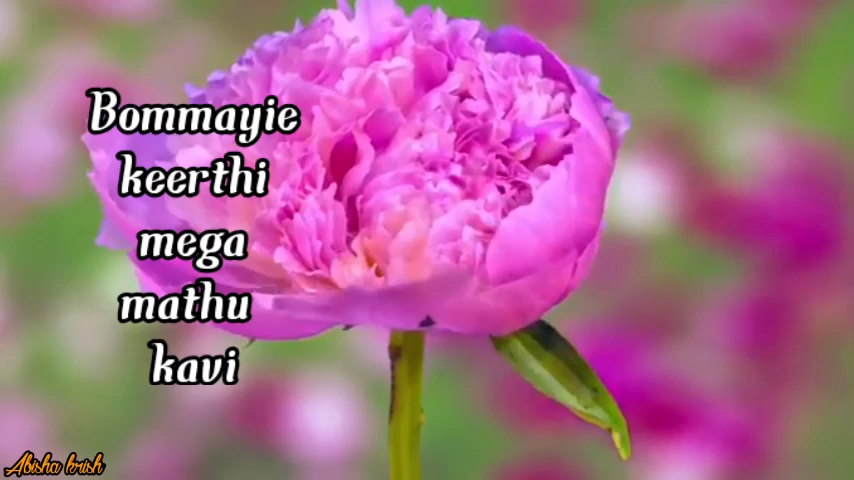 Bommayie
keerthi
mega
mathu
kavi
Abisha krish